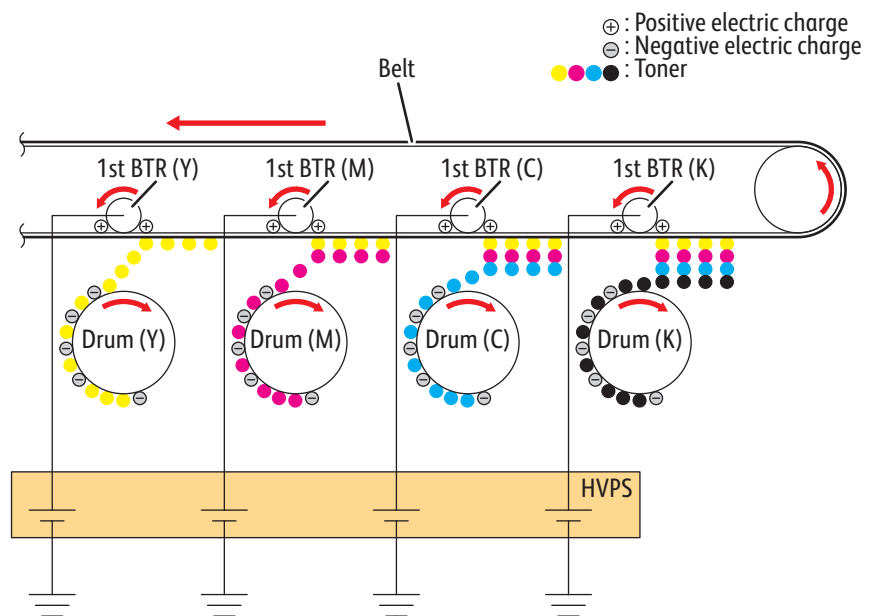 ⊕ : Positive electric charge
⊖ : Negative electric charge
: Toner
Belt
1st BTR (Y)
1st BTR (M)
1st BTR (C)
1st BTR (K)
Drum (Y)
Drum (M)
Drum (C)
Drum (K)
HVPS